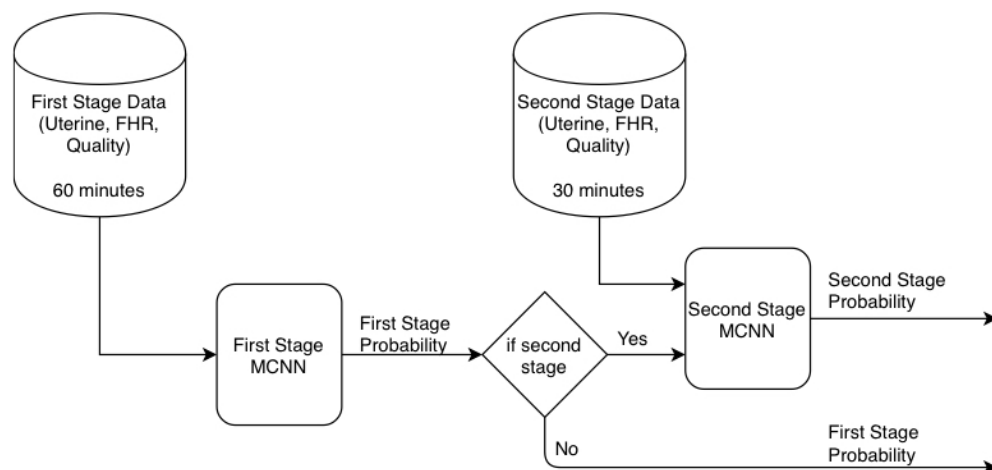 First Stage Data
(Uterine, FHR,
Quality)
60 minutes
Second Stage Data
(Uterine, FHR,
Quality)
30 minutes
First Stage
MCNN
First Stage
Probability
if second
stage
Yes
No
Second Stage
MCNN
Second Stage
Probability
First Stage
Probability